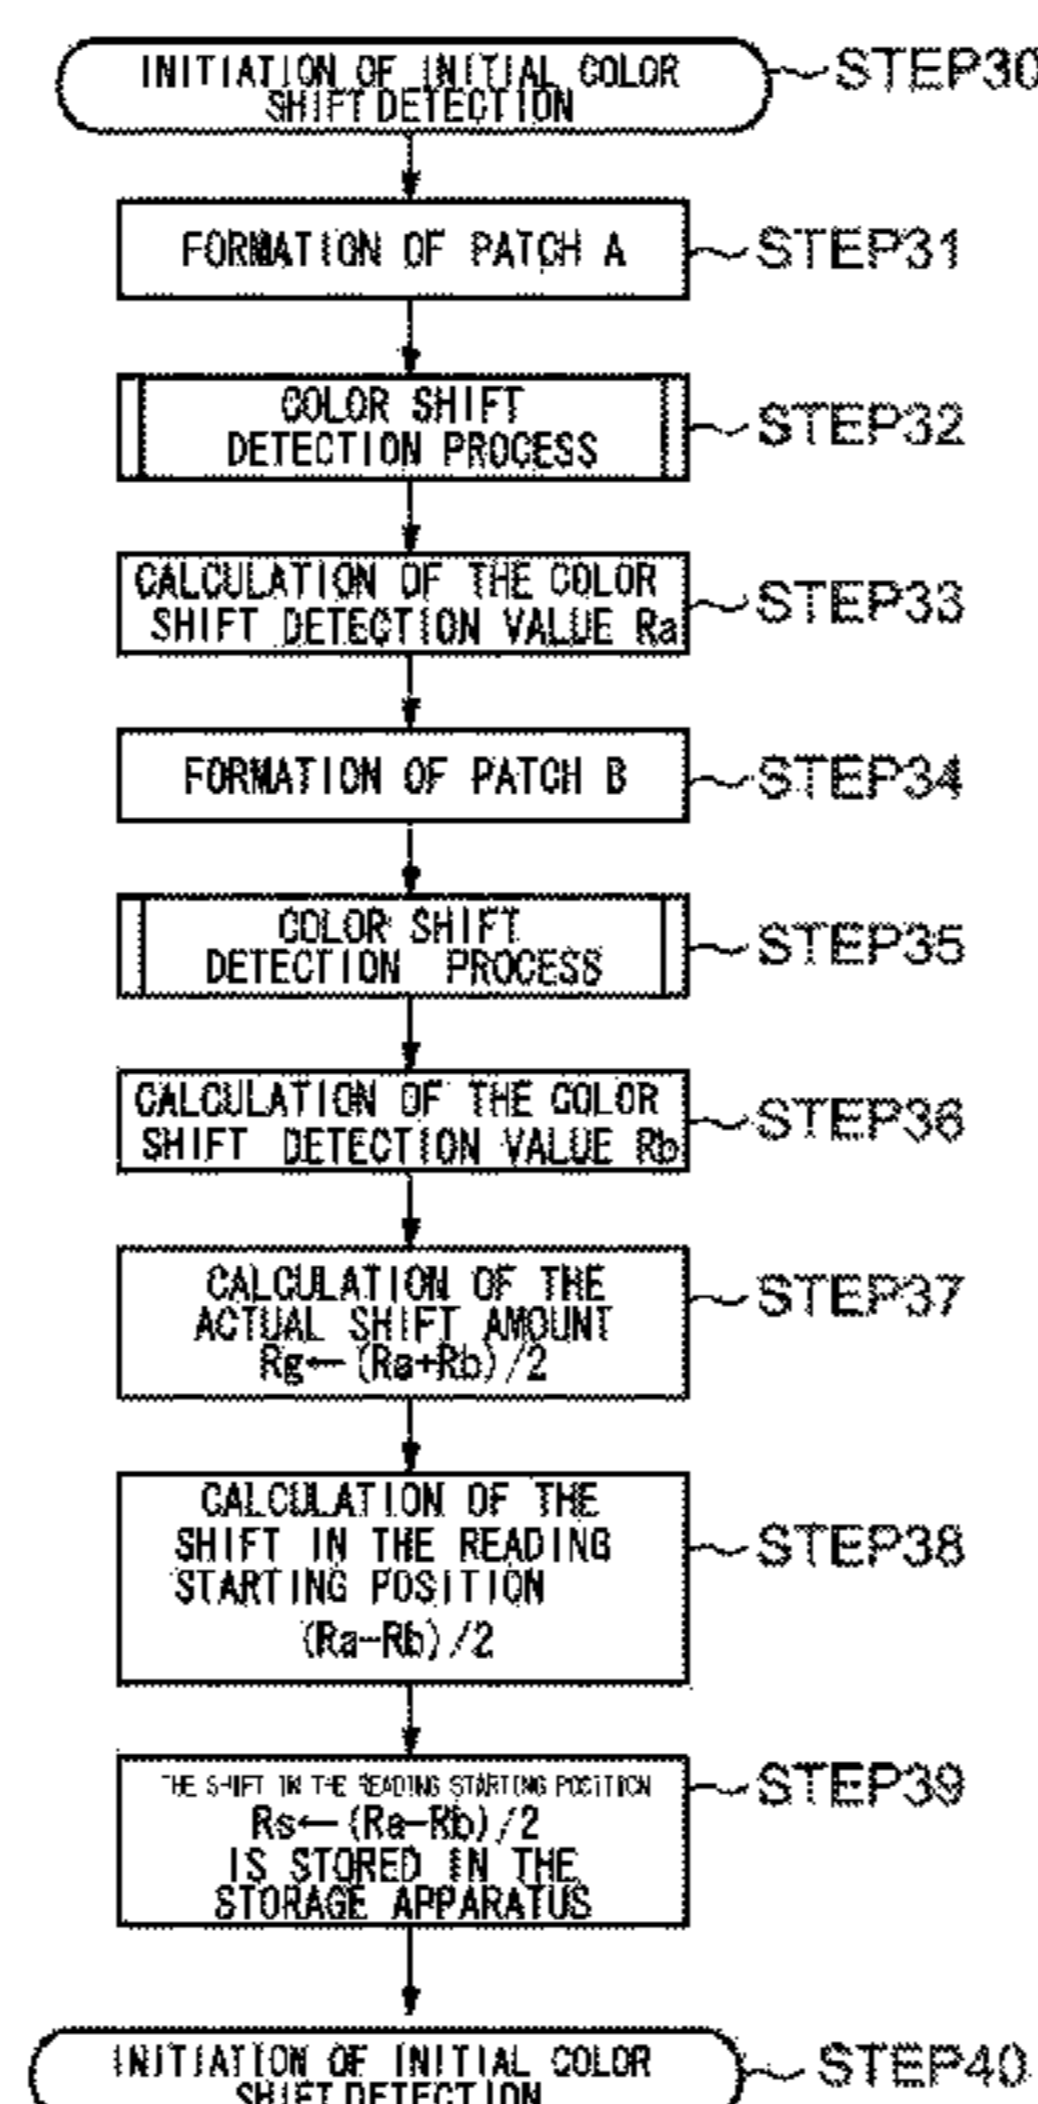 INITIATION OF INITIAL COLOR
SHIFT DETECTION
STEP30
FORMATION OF PATCH A
STEP31
COLOR SHIFT
DETECTION PROCESS
STEP32
CALCULATION OF THE COLOR
SHIFT DETECTION VALUE Ra
STEP33
FORMATION OF PATCH B
STEP34
COLOR SHIFT
DETECTION PROCESS
STEP35
CALCULATION OF THE COLOR
SHIFT DETECTION VALUE Rb
STEP36
CALCULATION OF THE
ACTUAL SHIFT AMOUNT
Rg←(Ra+Rb)/2
STEP37
CALCULATION OF THE
SHIFT IN THE READING
STARTING POSITION
(Ra-Rb)/2
STEP38
THE SHIFT IN THE READING STARTING POSITION
Rs←(Ra-Rb)/2
IS STORED IN THE
STORAGE APPARATUS
STEP39
INITIATION OF INITIAL COLOR
SHIFT DETECTION
STEP40